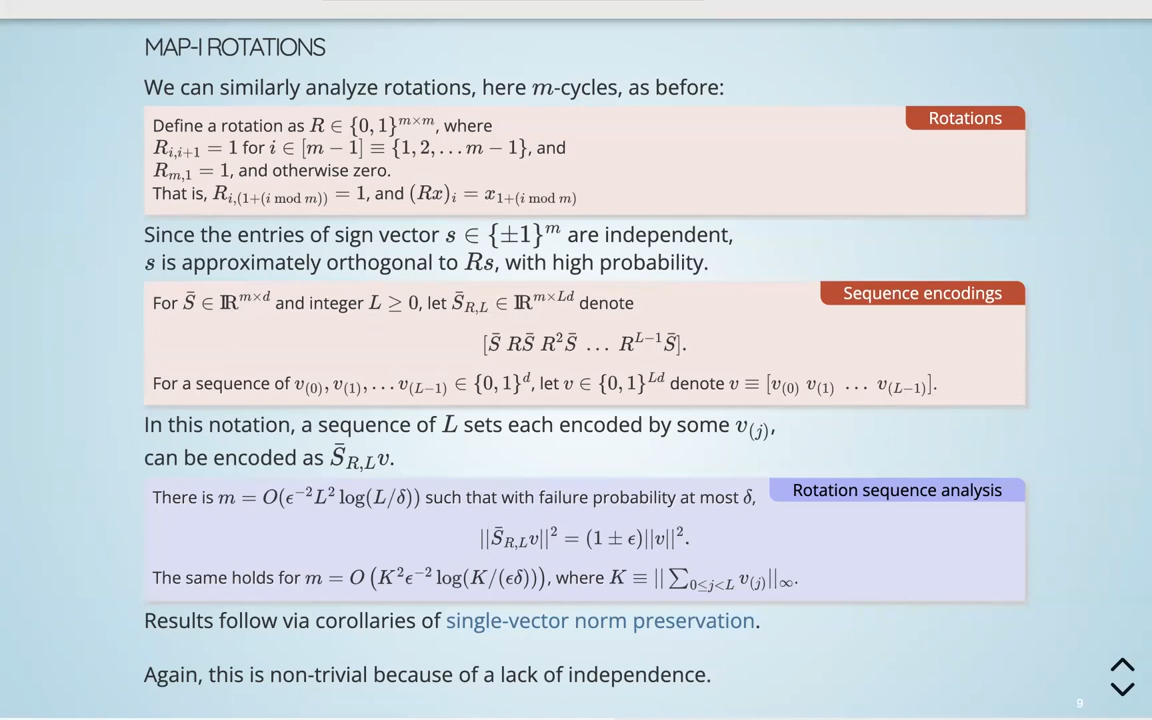 MAP-I ROTATIONS
We can similarly analyze rotations, here m-cycles, as before:
Rotations
Define a rotation as R ∈ {0, 1}^{m×m}, where
R_{i,i+1} = 1 for i ∈ [m − 1] ≡ {1, 2, . . . m − 1}, and
R_{m,1} = 1, and otherwise zero.
That is, R_{i,(1+(i mod m))} = 1, and (Rx)_i = x_{1+(i mod m)}
Since the entries of sign vector s ∈ {±1}^m are independent,
s is approximately orthogonal to Rs, with high probability.
Sequence encodings
For S̄ ∈ ℝ^{m×d} and integer L ≥ 0, let S̄_{R,L} ∈ ℝ^{m×Ld} denote
[S̄ RS̄ R^2S̄ . . . R^{L−1}S̄].
For a sequence of v_{(0)}, v_{(1)}, . . . v_{(L−1)} ∈ {0, 1}^d, let v ∈ {0, 1}^{Ld} denote v ≡ [v_{(0)} v_{(1)} . . . v_{(L−1)}].
In this notation, a sequence of L sets each encoded by some v_{(j)},
can be encoded as S̄_{R,L}v.
Rotation sequence analysis
There is m = O(ϵ^{−2}L^2 log(L/δ)) such that with failure probability at most δ,
||S̄_{R,L}v||^2 = (1 ± ϵ)||v||^2.
The same holds for m = O(K^2ϵ^{−2} log(K/(ϵδ))), where K ≡ ||∑_{0≤j<L} v_{(j)}||_∞.
Results follow via corollaries of single-vector norm preservation.
Again, this is non-trivial because of a lack of independence.
9